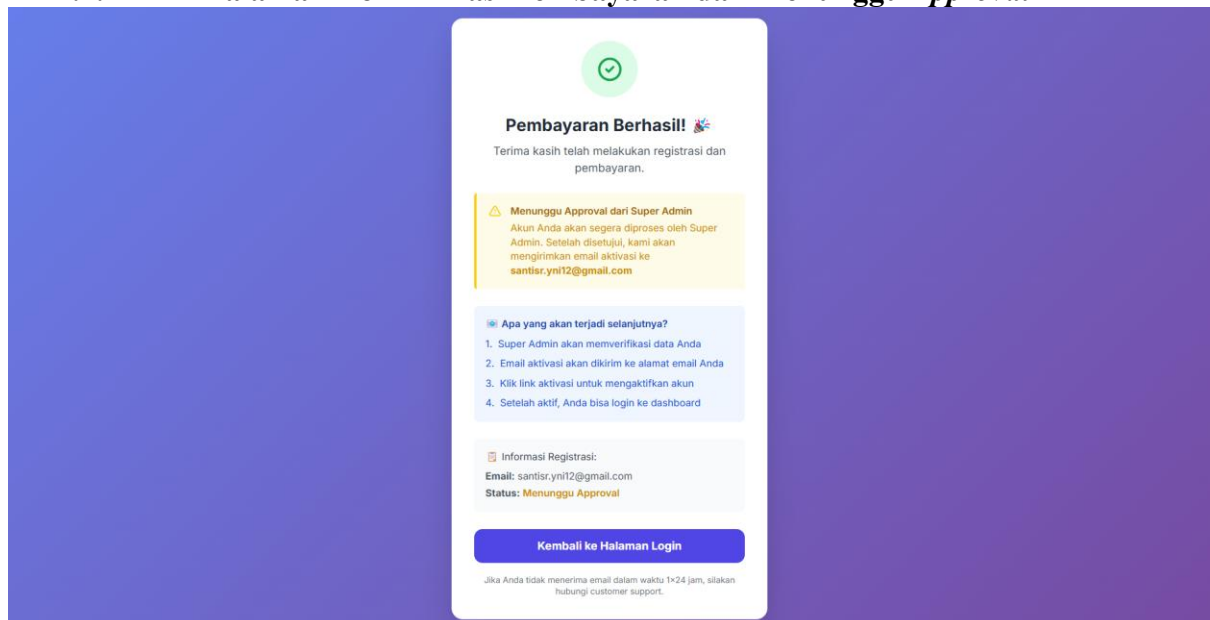 Pembayaran Berhasil! 🎉
Terima kasih telah melakukan registrasi dan
pembayaran.
Menunggu Approval dari Super Admin
Akun Anda akan segera diproses oleh Super
Admin. Setelah disetujui, kami akan
mengirimkan email aktivasi ke
santisr.yni12@gmail.com
Apa yang akan terjadi selanjutnya?
1. Super Admin akan memverifikasi data Anda
2. Email aktivasi akan dikirim ke alamat email Anda
3. Klik link aktivasi untuk mengaktifkan akun
4. Setelah aktif, Anda bisa login ke dashboard
📋 Informasi Registrasi:
Email: santisr.yni12@gmail.com
Status: Menunggu Approval
Kembali ke Halaman Login
Jika Anda tidak menerima email dalam waktu 1×24 jam, silakan
hubungi customer support.